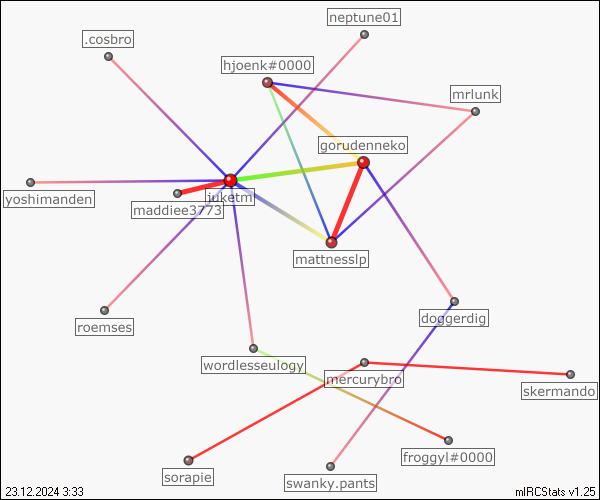 neptune01
.cosbro
hjoenk#0000
mrlunk
gorudenneko
juketm
maddiee3773
yoshimanden
mattnesslp
doggerdig
roemses
wordlesseulogy
mercurybro
skermando
froggyl#0000
sorapie
swanky.pants
23.12.2024 3:33
mIRCStats v1.25